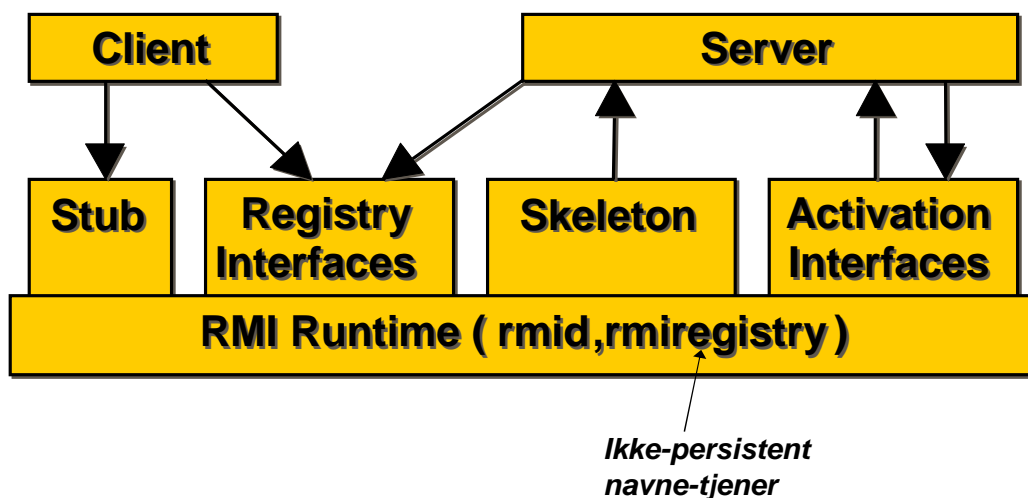 Client
Server
Stub
Registry
Interfaces
Skeleton
Activation
Interfaces
RMI Runtime ( rmid,rmiregistry )
Ikke-persistent
navne-tjener